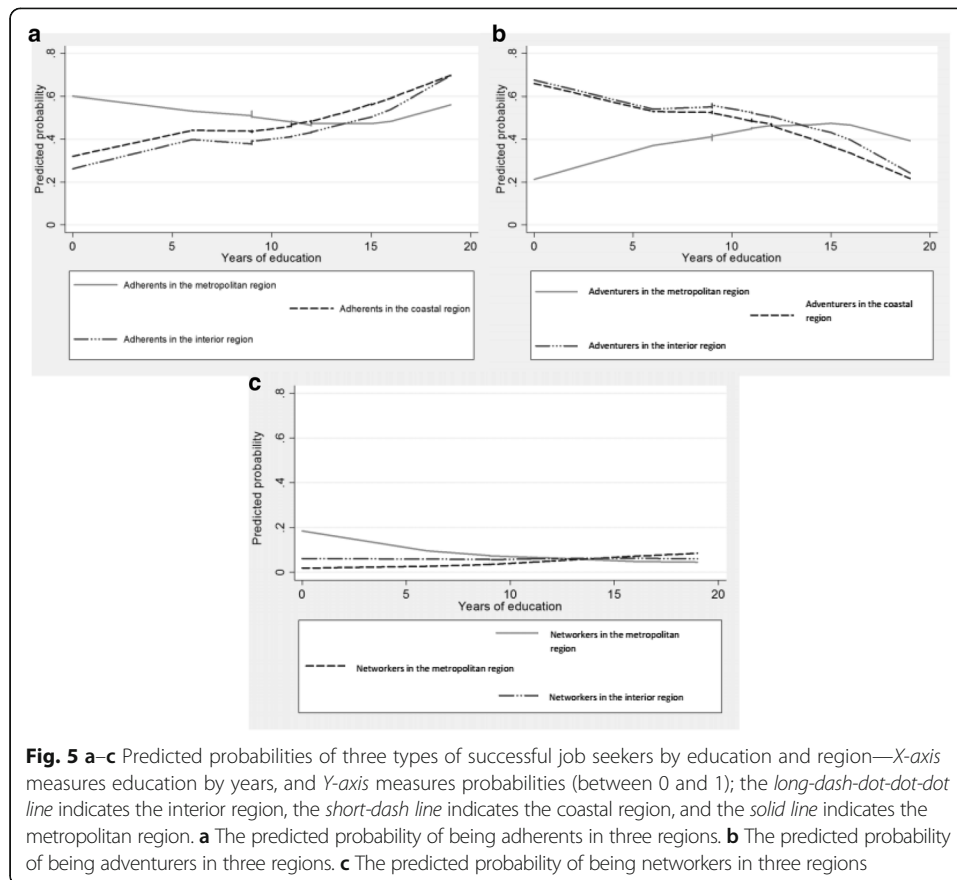 a
.8
.6
.4
.2
0
Predicted probability
0 5 10 15 20
Years of education
Adherents in the metropolitan region
Adherents in the coastal region
Adherents in the interior region
b
.8
.6
.4
.2
0
Predicted probability
0 5 10 15 20
Years of education
Adventurers in the metropolitan region
Adventurers in the coastal
region
Adventurers in the interior region
c
.8
.6
.4
.2
0
Predicted probability
0 5 10 15 20
Years of education
Networkers in the metropolitan
region
Networkers in the metropolitan region
Networkers in the interior region
Fig. 5 a–c Predicted probabilities of three types of successful job seekers by education and region—X-axis
measures education by years, and Y-axis measures probabilities (between 0 and 1); the long-dash-dot-dot-dot
line indicates the interior region, the short-dash line indicates the coastal region, and the solid line indicates the
metropolitan region. a The predicted probability of being adherents in three regions. b The predicted probability
of being adventurers in three regions. c The predicted probability of being networkers in three regions